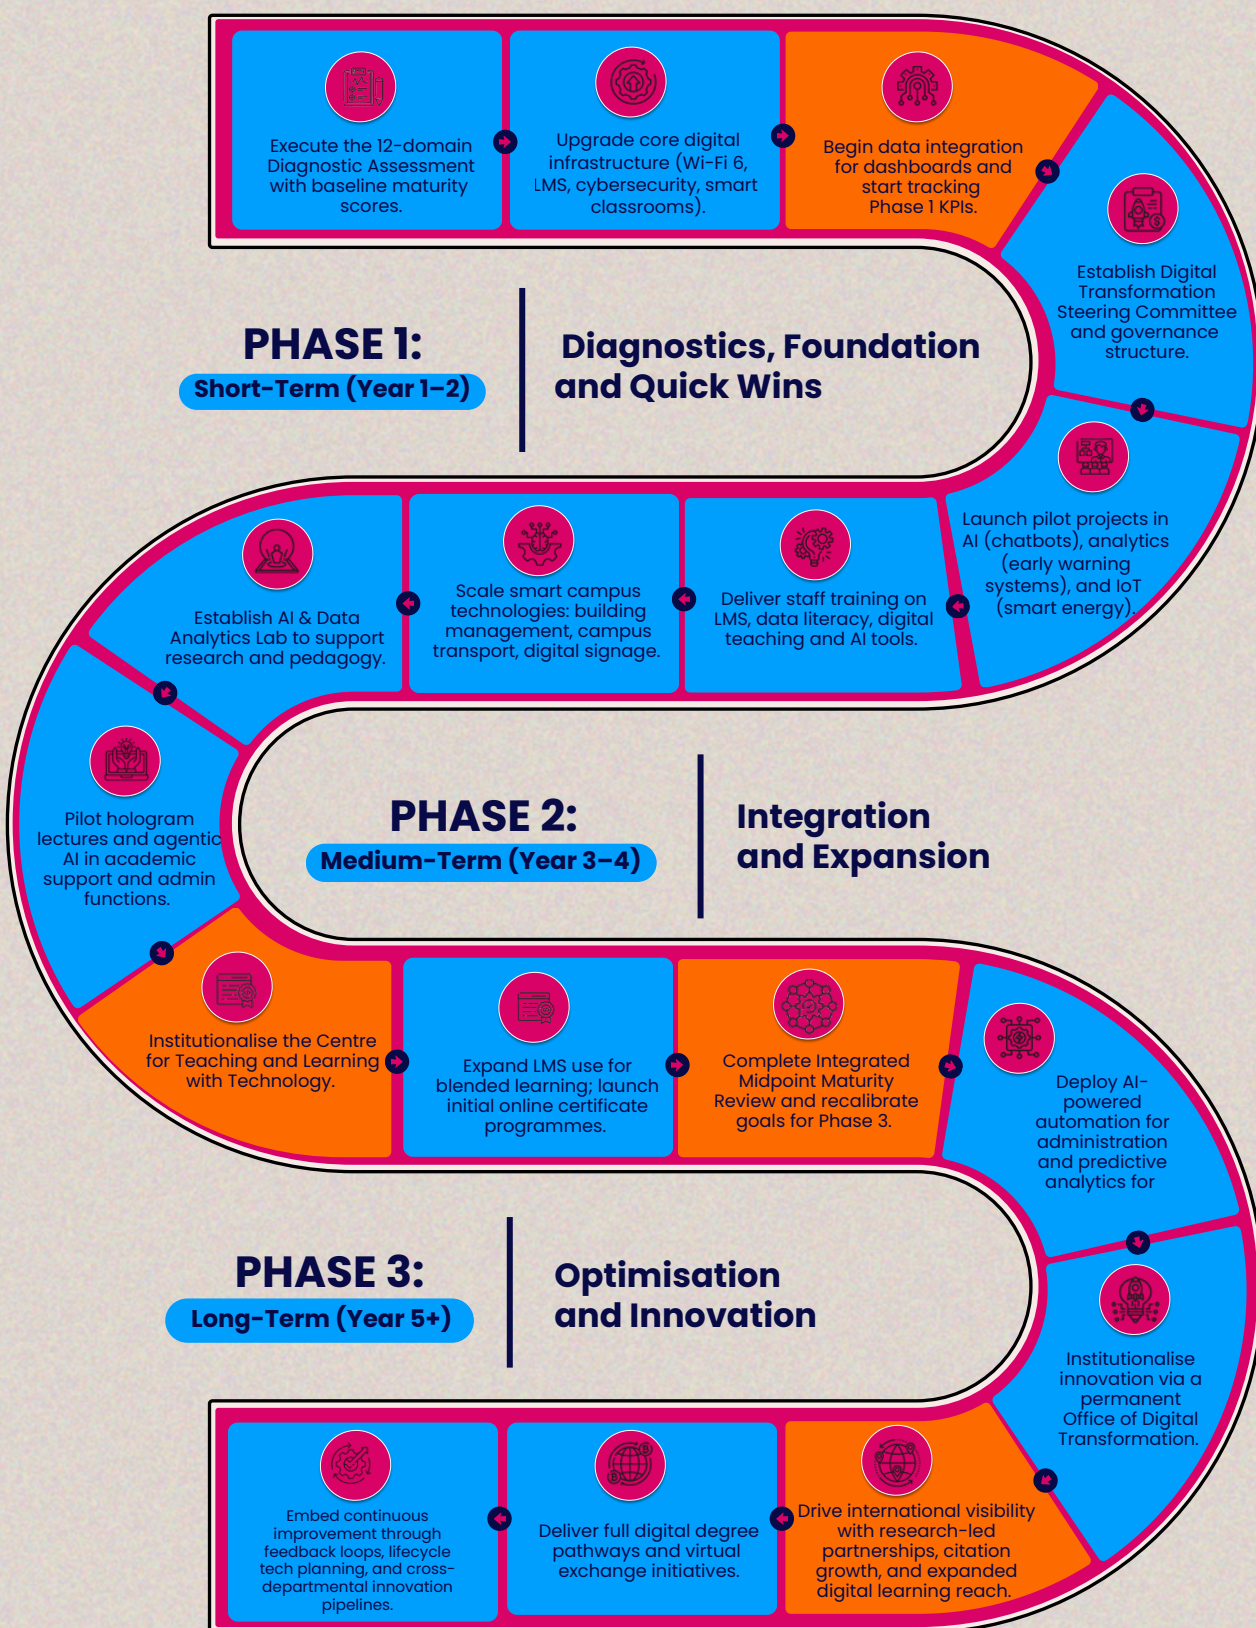 Execute the 12-domain
Diagnostic Assessment
with baseline maturity
scores.
Upgrade core digital
infrastructure (Wi-Fi 6,
LMS, cybersecurity, smart
classrooms).
Begin data integration
for dashboards and
start tracking
Phase 1 KPIs.
Establish Digital
Transformation
Steering Committee
and governance
structure.
PHASE 1:
Short-Term (Year 1–2)
Diagnostics, Foundation
and Quick Wins
Launch pilot projects in
AI (chatbots), analytics
(early warning
systems), and IoT
(smart energy).
Deliver staff training on
LMS, data literacy, digital
teaching and AI tools.
Scale smart campus
technologies: building
management, campus
transport, digital signage.
Establish AI & Data
Analytics Lab to support
research and pedagogy.
Pilot hologram
lectures and agentic
AI in academic
support and admin
functions.
PHASE 2:
Medium-Term (Year 3–4)
Integration
and Expansion
Institutionalise the Centre
for Teaching and Learning
with Technology.
Expand LMS use for
blended learning; launch
initial online certificate
programmes.
Complete Integrated
Midpoint Maturity
Review and recalibrate
goals for Phase 3.
Deploy AI-
powered
automation for
administration
and predictive
analytics for
PHASE 3:
Long-Term (Year 5+)
Optimisation
and Innovation
Institutionalise
innovation via a
permanent
Office of Digital
Transformation.
Drive international visibility
with research-led
partnerships, citation
growth, and expanded
digital learning reach.
Deliver full digital degree
pathways and virtual
exchange initiatives.
Embed continuous
improvement through
feedback loops, lifecycle
tech planning, and cross-
departmental innovation
pipelines.